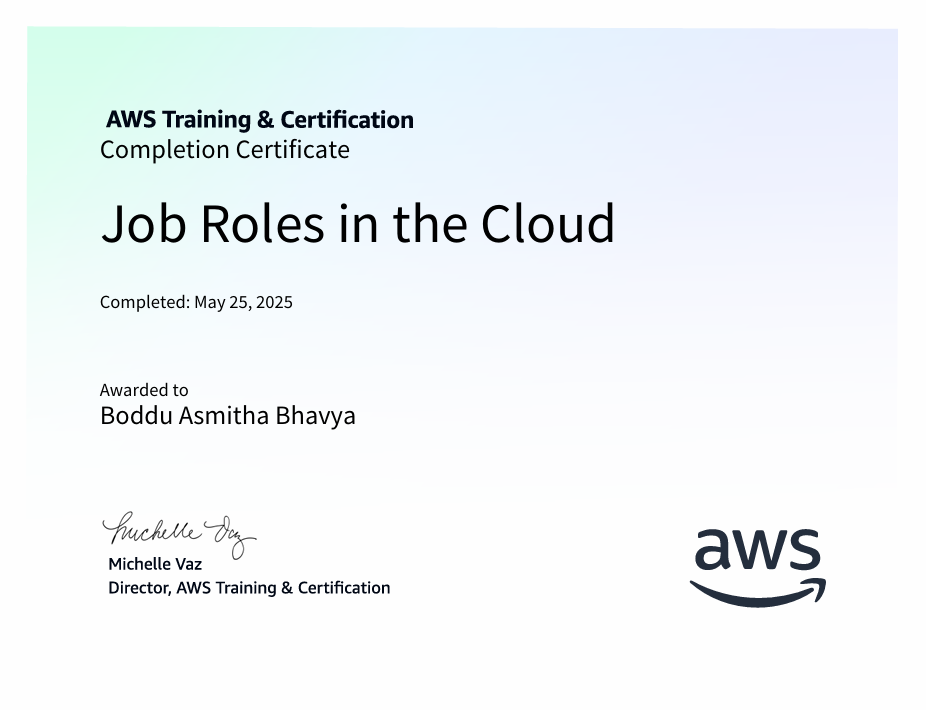 AWS Training & Certification
Completion Certificate
Job Roles in the Cloud
Completed: May 25, 2025
Awarded to
Boddu Asmitha Bhavya
Michelle Vaz
Michelle Vaz
Director, AWS Training & Certification
aws